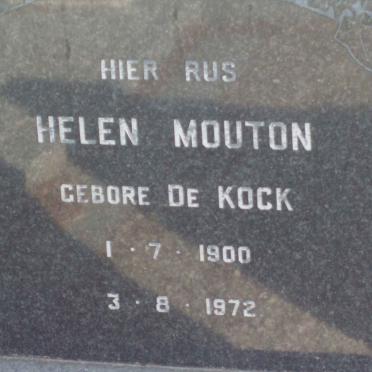 HIER RUS
HELEN MOUTON
GEBORE DE KOCK
1 · 7 · 1900
3 · 8 · 1972